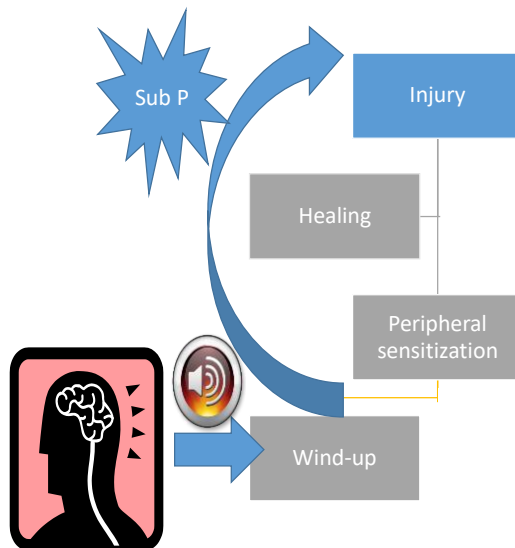 Sub P
Injury
Healing
Peripheral
sensitization
Wind-up